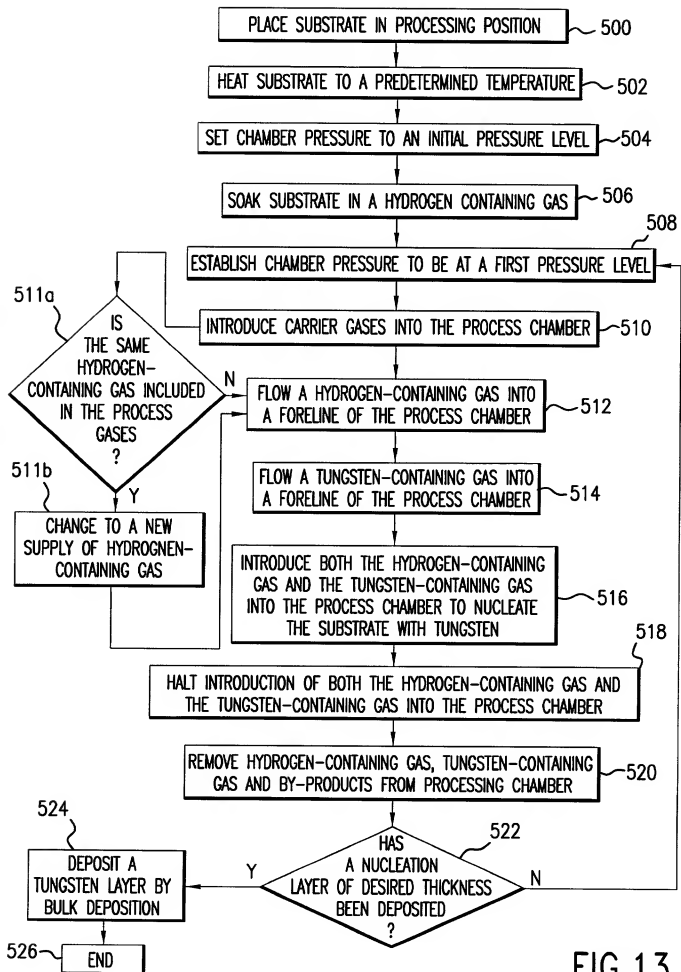 PLACE SUBSTRATE IN PROCESSING POSITION
500
HEAT SUBSTRATE TO A PREDETERMINED TEMPERATURE
502
SET CHAMBER PRESSURE TO AN INITIAL PRESSURE LEVEL
504
SOAK SUBSTRATE IN A HYDROGEN CONTAINING GAS
506
508
ESTABLISH CHAMBER PRESSURE TO BE AT A FIRST PRESSURE LEVEL
INTRODUCE CARRIER GASES INTO THE PROCESS CHAMBER
510
511a
IS
THE SAME
HYDROGEN-
CONTAINING GAS INCLUDED
IN THE PROCESS
GASES
?
N
Y
511b
CHANGE TO A NEW
SUPPLY OF HYDROGNEN-
CONTAINING GAS
FLOW A HYDROGEN-CONTAINING GAS INTO
A FORELINE OF THE PROCESS CHAMBER
512
FLOW A TUNGSTEN-CONTAINING GAS INTO
A FORELINE OF THE PROCESS CHAMBER
514
INTRODUCE BOTH THE HYDROGEN-CONTAINING
GAS AND THE TUNGSTEN-CONTAINING GAS
INTO THE PROCESS CHAMBER TO NUCLEATE
THE SUBSTRATE WITH TUNGSTEN
516
518
HALT INTRODUCTION OF BOTH THE HYDROGEN-CONTAINING GAS AND
THE TUNGSTEN-CONTAINING GAS INTO THE PROCESS CHAMBER
REMOVE HYDROGEN-CONTAINING GAS, TUNGSTEN-CONTAINING
GAS AND BY-PRODUCTS FROM PROCESSING CHAMBER
520
522
HAS
A NUCLEATION
LAYER OF DESIRED THICKNESS
BEEN DEPOSITED
?
Y
N
524
DEPOSIT A
TUNGSTEN LAYER BY
BULK DEPOSITION
526
END
FIG.13